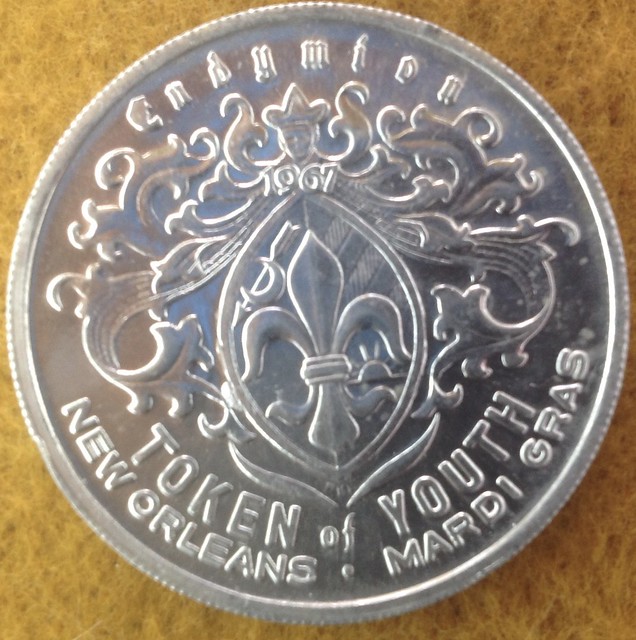 Endymion
1967
TOKEN of YOUTH
NEW ORLEANS : MARDI GRAS